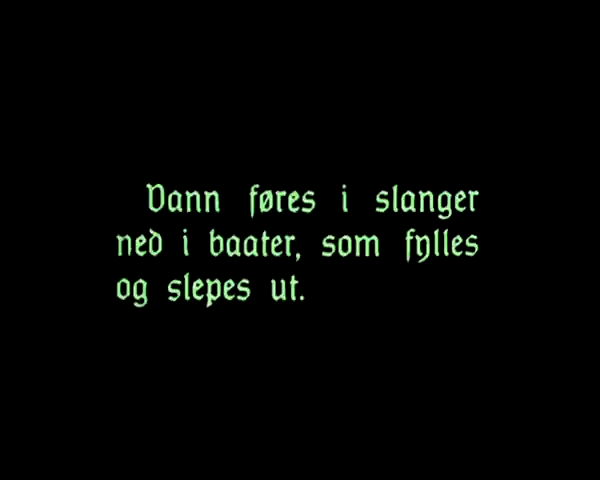 Vann føres i slanger
ned i baater, som fylles
og slepes ut.